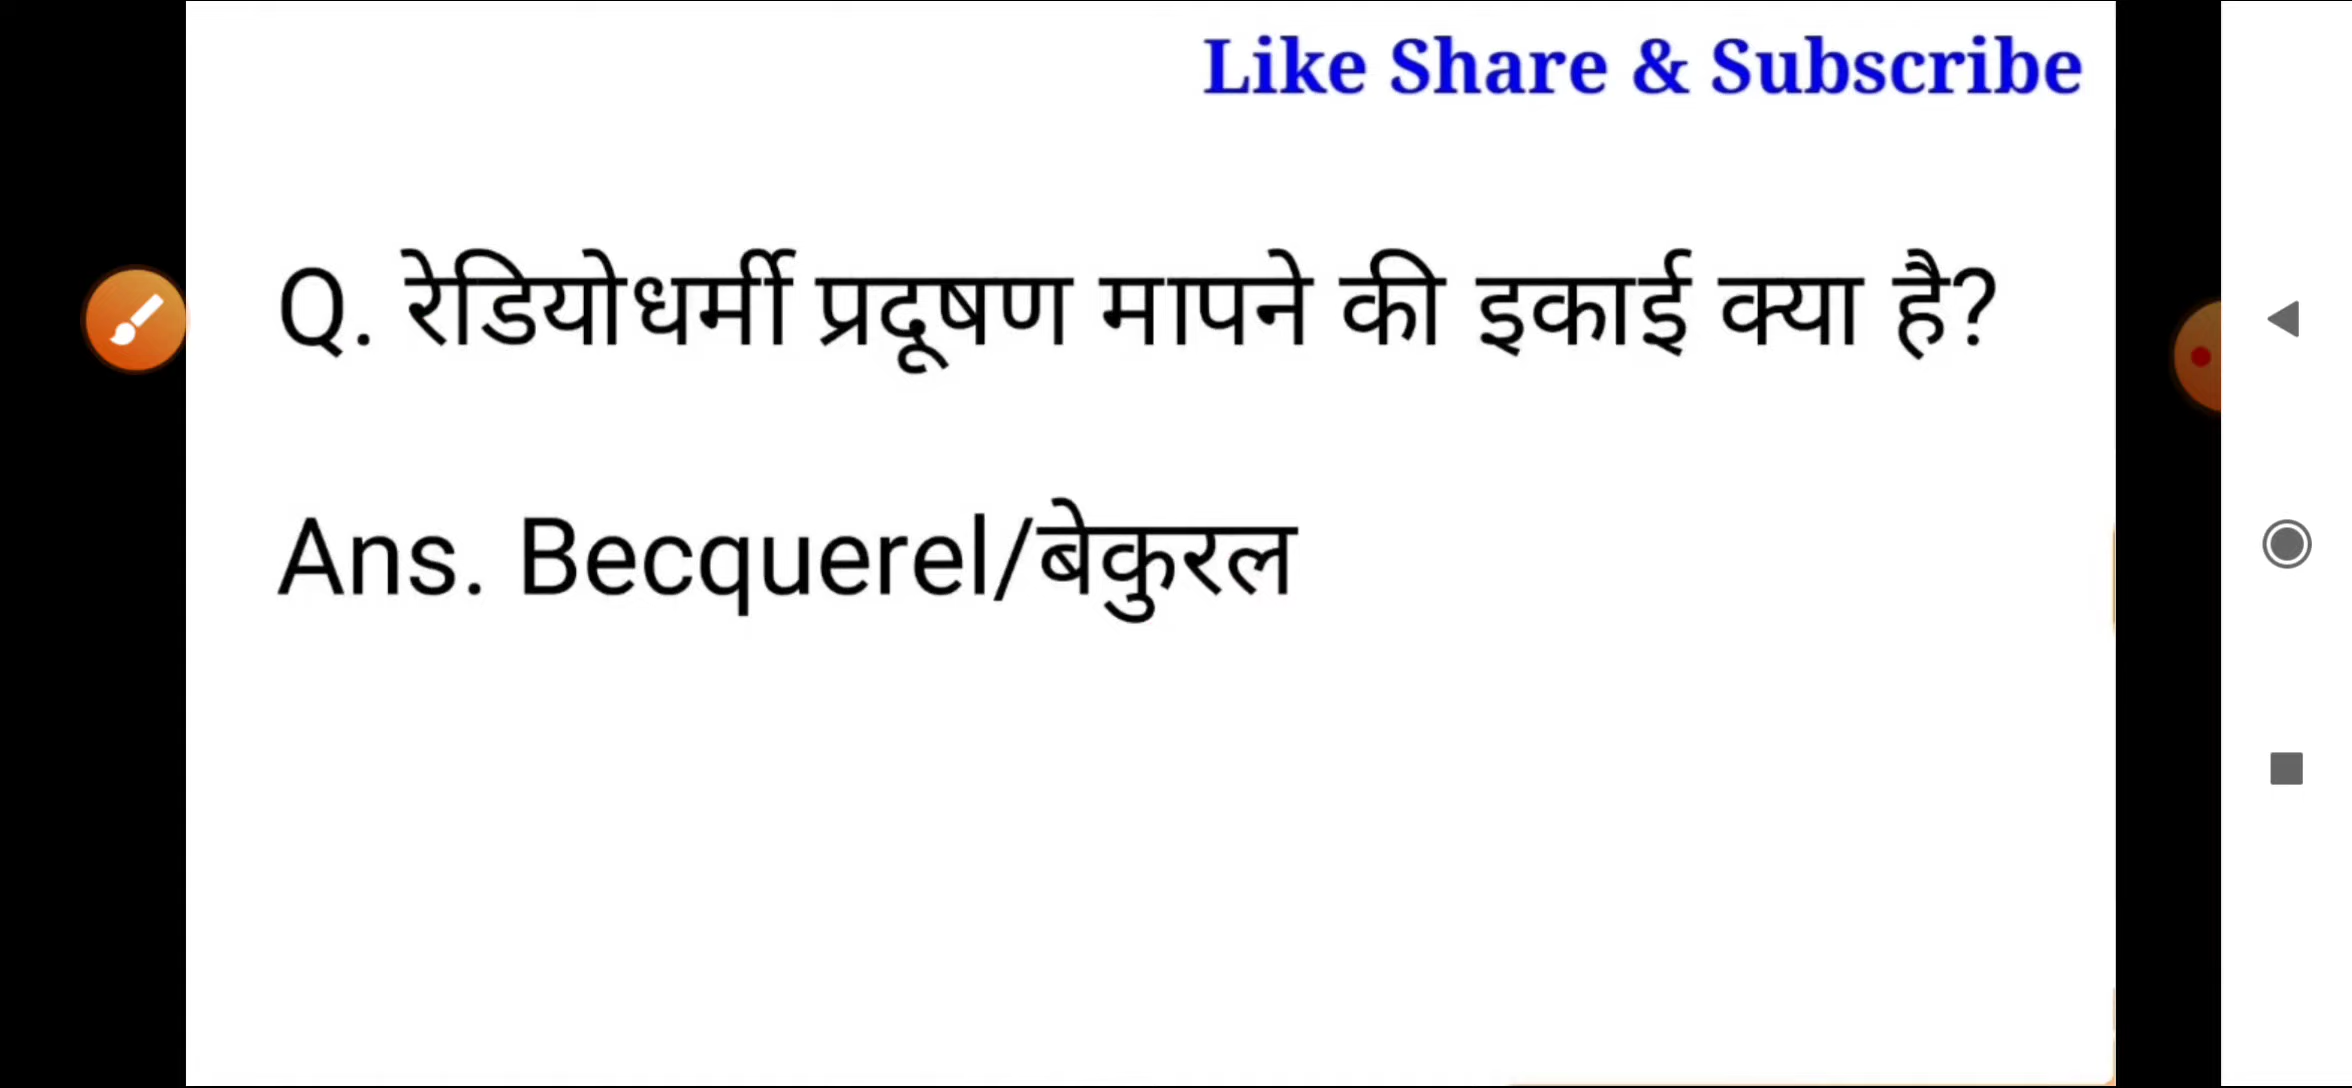 Like Share & Subscribe
Q. रेडियोधर्मी प्रदूषण मापने की इकाई क्या है?
Ans. Becquerel/बेकुरल